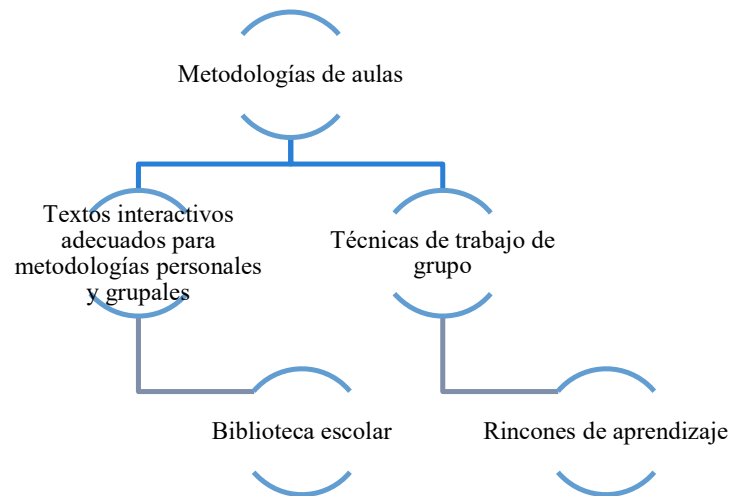 Metodologías de aulas
Textos interactivos
adecuados para
metodologías personales
y grupales
Técnicas de trabajo de
grupo
Biblioteca escolar
Rincones de aprendizaje